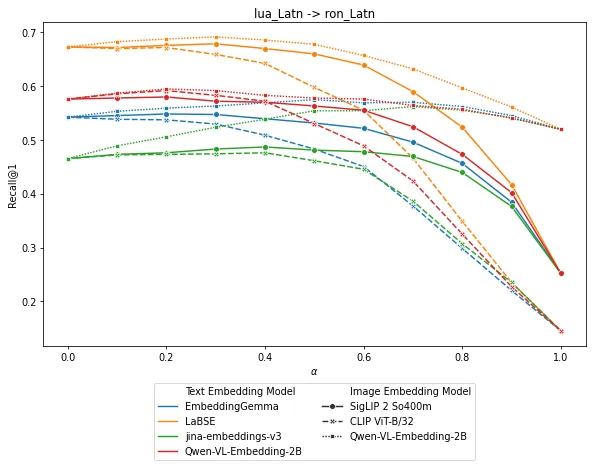 lua_Latn -> ron_Latn
Recall@1
0.7
0.6
0.5
0.4
0.3
0.2
0.0 0.2 0.4 0.6 0.8 1.0
α
Text Embedding Model Image Embedding Model
EmbeddingGemma SigLIP 2 So400m
LaBSE CLIP ViT-B/32
jina-embeddings-v3 Qwen-VL-Embedding-2B
Qwen-VL-Embedding-2B